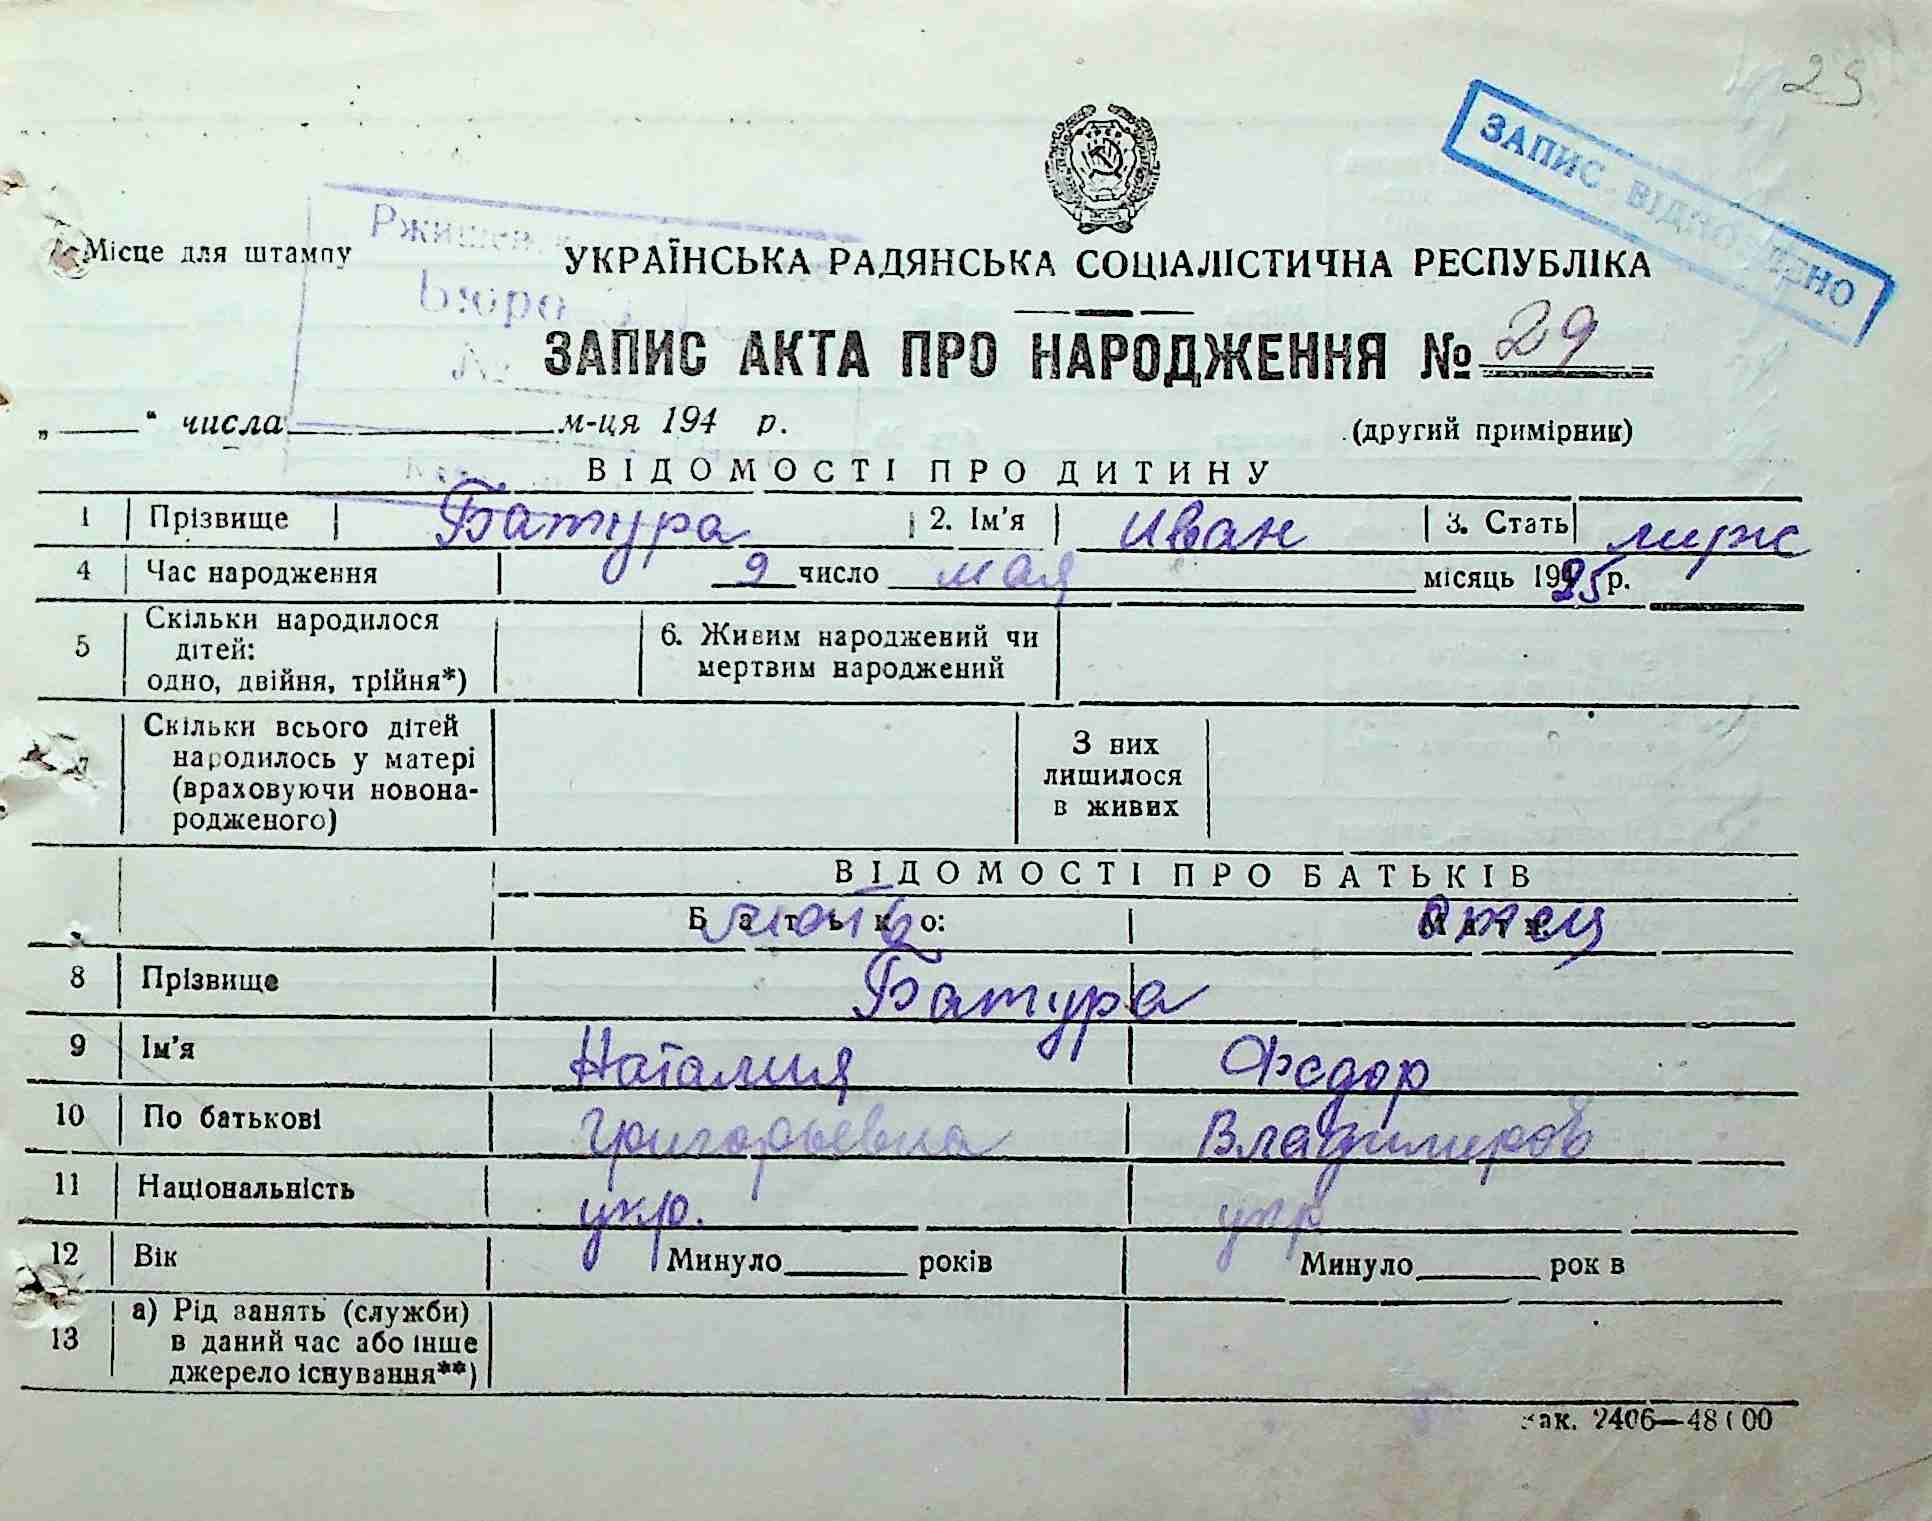 29
ЗАПИС ВІДНОВЛЕНО
Місце для штампу
Бюро
№
УКРАЇНСЬКА РАДЯНСЬКА СОЦІАЛІСТИЧНА РЕСПУБЛІКА
ЗАПИС АКТА ПРО НАРОДЖЕННЯ № 29
„ “ числа м-ця 194 р.
(другий примірник)
ВІДОМОСТІ ПРО ДИТИНУ
1 Прізвище Батура 2. Ім'я Иван 3. Стать муж
4 Час народження 9 число мая місяць 1925 р.
5 Скільки народилося
дітей:
одно, двійня, трійня*)
6. Живим народжений чи
мертвим народжений
7 Скільки всього дітей
народилось у матері
(враховуючи новона-
родженого)
З них
лишилося
в живих
ВІДОМОСТІ ПРО БАТЬКІВ
Батько: мать Мати: отец
8 Прізвище Батура
9 Ім'я Наталия Федор
10 По батькові Григорьевна Владимиров
11 Національність укр. укр
12 Вік Минуло років Минуло рок в
13 а) Рід занять (служби)
в даний час або інше
джерело існування**)
Зак. 2406—48000